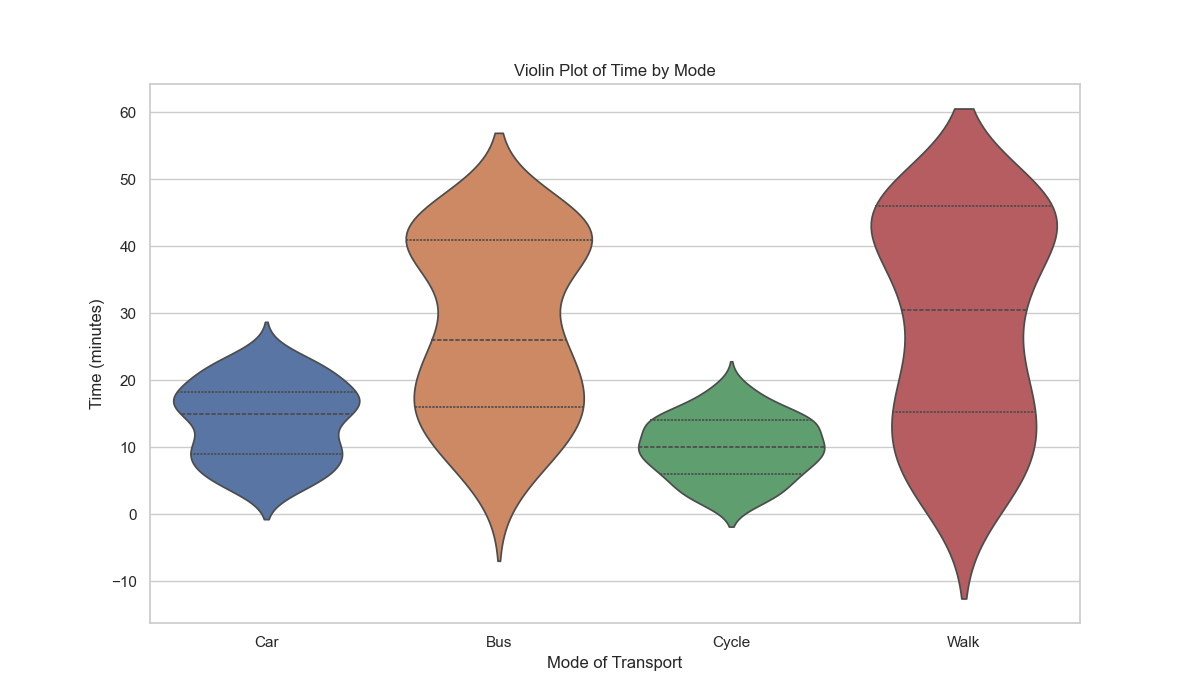 Violin Plot of Time by Mode
60
50
40
30
20
10
0
−10
Time (minutes)
Car Bus Cycle Walk
Mode of Transport